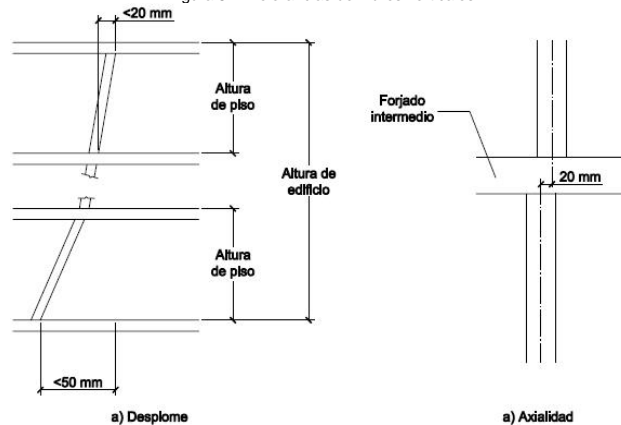 <20 mm
Altura
de piso
Altura de
edificio
Altura
de piso
<50 mm
a) Desplome
Forjado
intermedio
20 mm
a) Axialidad